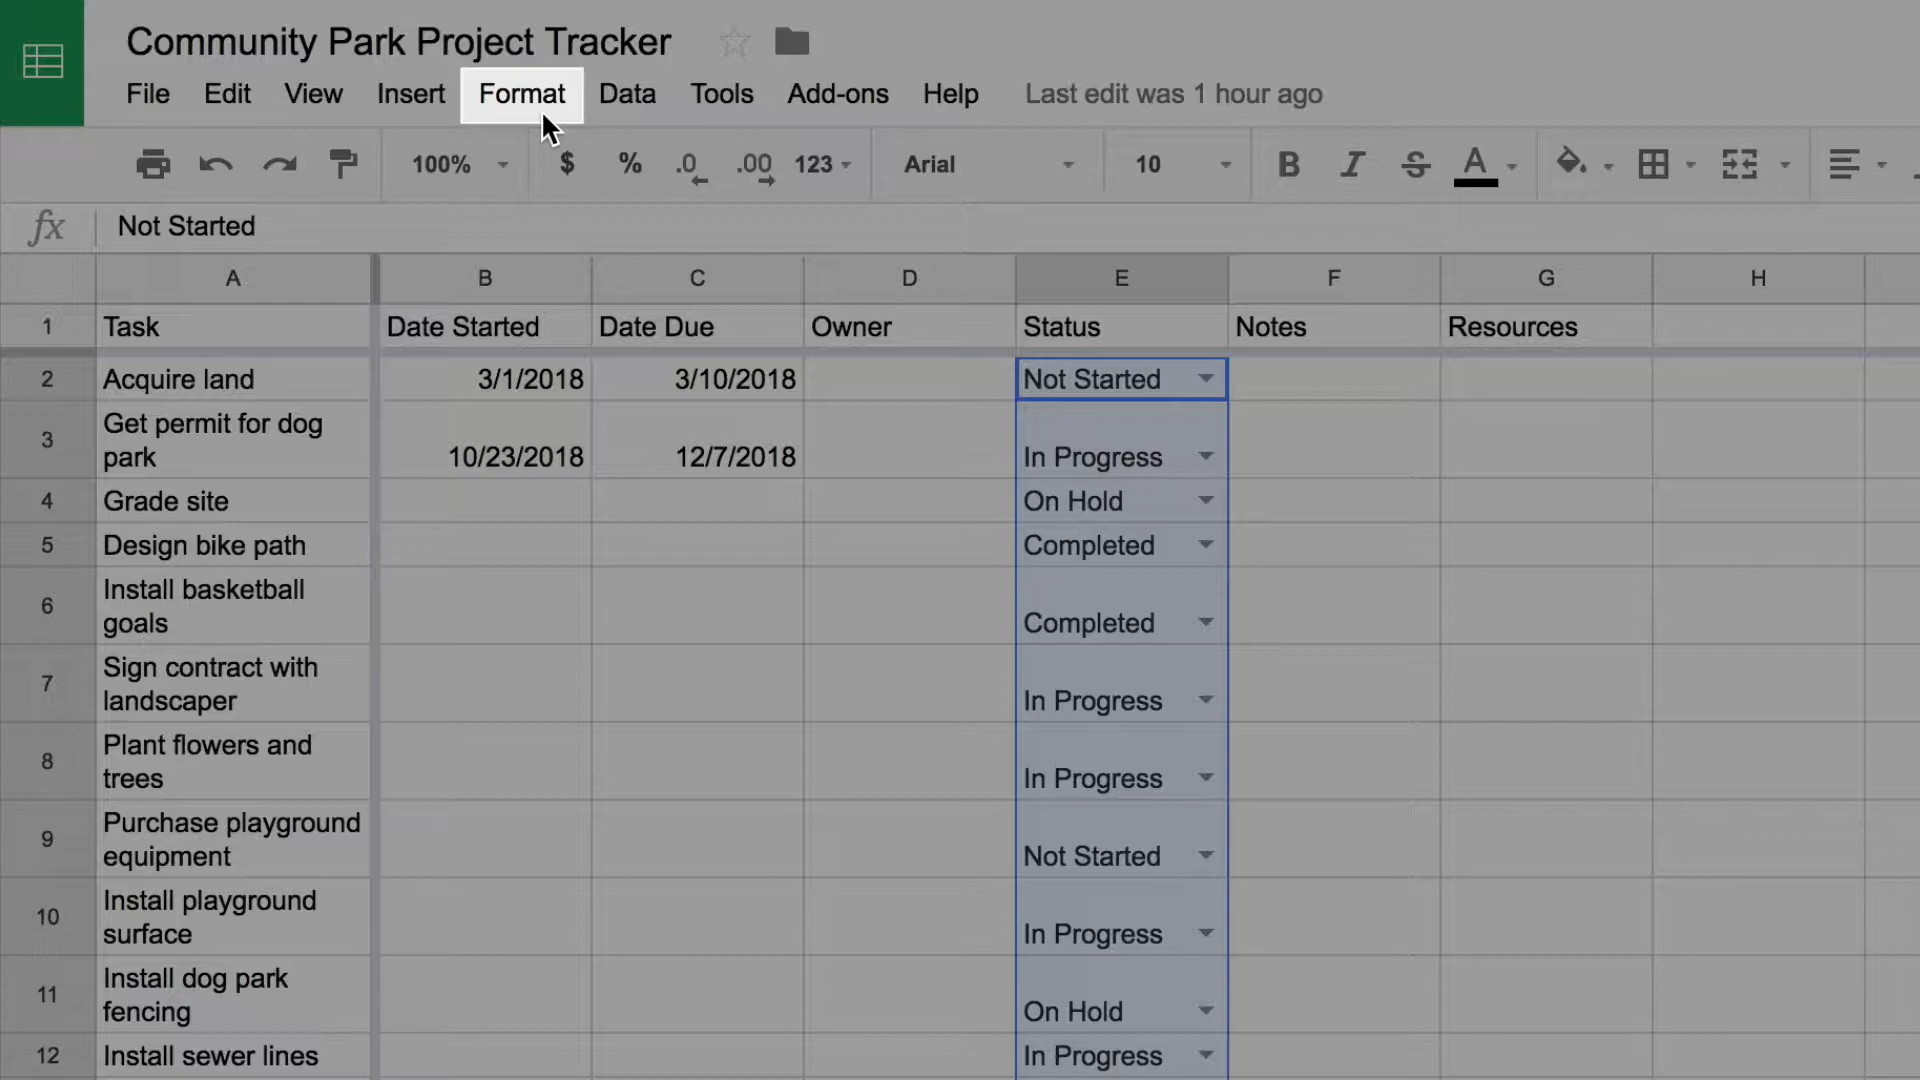 Community Park Project Tracker
File Edit View Insert Format Data Tools Add-ons Help Last edit was 1 hour ago
100% $ % .0 .00 123 Arial 10 B I S A
fx Not Started
A B C D E F G H
1 Task Date Started Date Due Owner Status Notes Resources
2 Acquire land 3/1/2018 3/10/2018 Not Started
3 Get permit for dog
park 10/23/2018 12/7/2018 In Progress
4 Grade site On Hold
5 Design bike path Completed
6 Install basketball
goals Completed
7 Sign contract with
landscaper In Progress
8 Plant flowers and
trees In Progress
9 Purchase playground
equipment Not Started
10 Install playground
surface In Progress
11 Install dog park
fencing On Hold
12 Install sewer lines In Progress